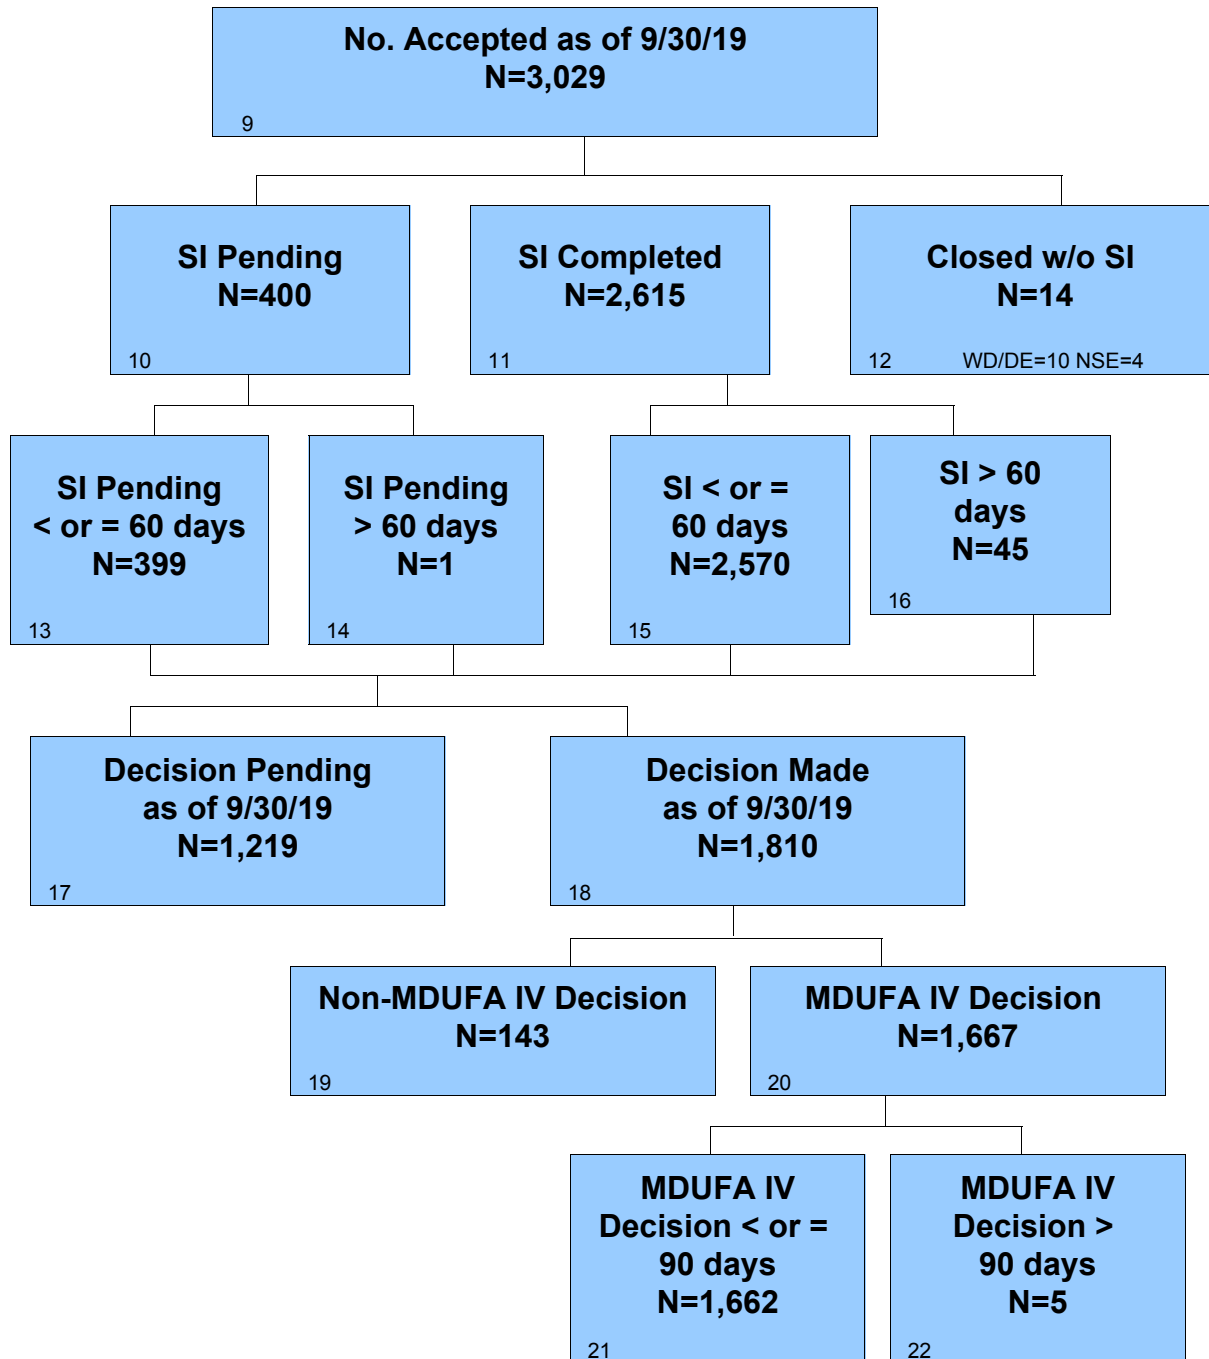 No. Accepted as of 9/30/19
N=3,029
9
SI Pending
N=400
10
SI Completed
N=2,615
11
Closed w/o SI
N=14
12 WD/DE=10 NSE=4
SI Pending
< or = 60 days
N=399
13
SI Pending
> 60 days
N=1
14
SI < or =
60 days
N=2,570
15
SI > 60
days
N=45
16
Decision Pending
as of 9/30/19
N=1,219
17
Decision Made
as of 9/30/19
N=1,810
18
Non-MDUFA IV Decision
N=143
19
MDUFA IV Decision
N=1,667
20
MDUFA IV
Decision < or =
90 days
N=1,662
21
MDUFA IV
Decision >
90 days
N=5
22